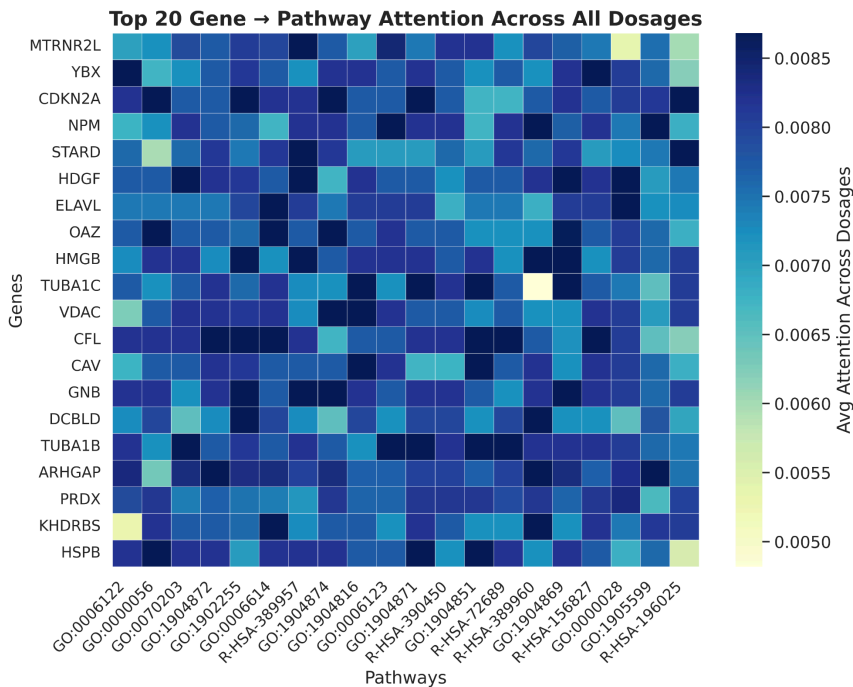 Top 20 Gene → Pathway Attention Across All Dosages
Genes
MTRNR2L
YBX
CDKN2A
NPM
STARD
HDGF
ELAVL
OAZ
HMGB
TUBA1C
VDAC
CFL
CAV
GNB
DCBLD
TUBA1B
ARHGAP
PRDX
KHDRBS
HSPB
GO:0006122
GO:0000056
GO:0070203
GO:1904872
GO:1902255
GO:0006614
R-HSA-389957
GO:1904874
GO:1904816
GO:0006123
GO:1904871
R-HSA-390450
GO:1904851
R-HSA-72689
R-HSA-389960
GO:1904869
R-HSA-156827
GO:0000028
GO:1905599
R-HSA-196025
Pathways
0.0085
0.0080
0.0075
0.0070
0.0065
0.0060
0.0055
0.0050
Avg Attention Across Dosages